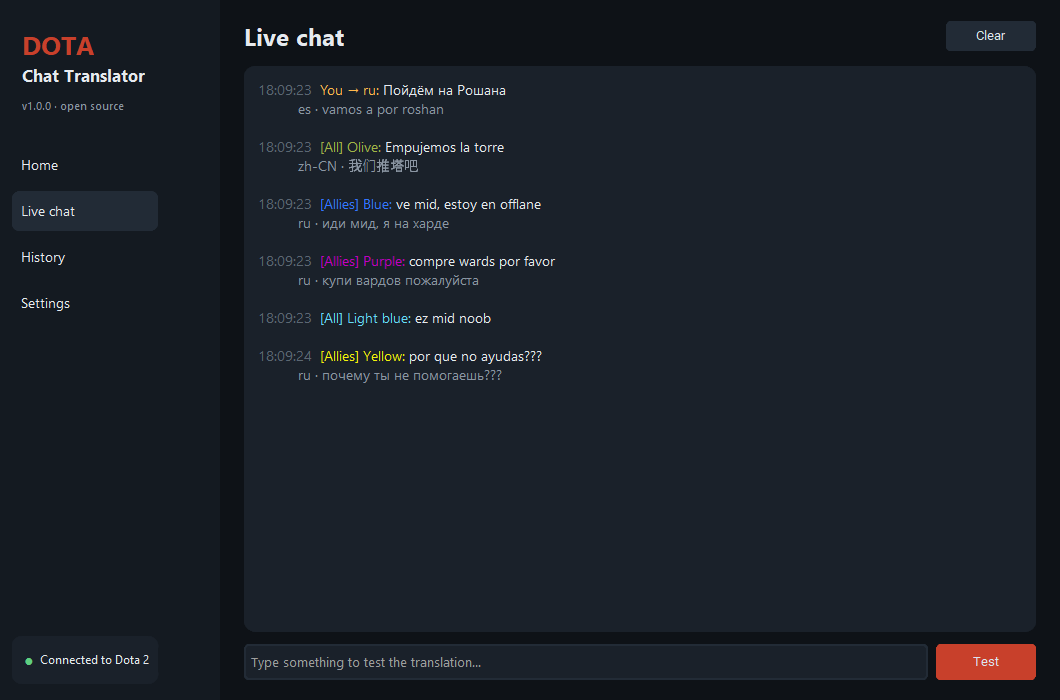 DOTA
Chat Translator
v1.0.0 · open source
Home
Live chat
History
Settings
Connected to Dota 2
Live chat
Clear
18:09:23 You → ru: Пойдём на Рошана
es · vamos a por roshan
18:09:23 [All] Olive: Empujemos la torre
zh-CN · 我们推塔吧
18:09:23 [Allies] Blue: ve mid, estoy en offlane
ru · иди мид, я на харде
18:09:23 [Allies] Purple: compre wards por favor
ru · купи вардов пожалуйста
18:09:23 [All] Light blue: ez mid noob
18:09:24 [Allies] Yellow: por que no ayudas???
ru · почему ты не помогаешь???
Type something to test the translation...
Test